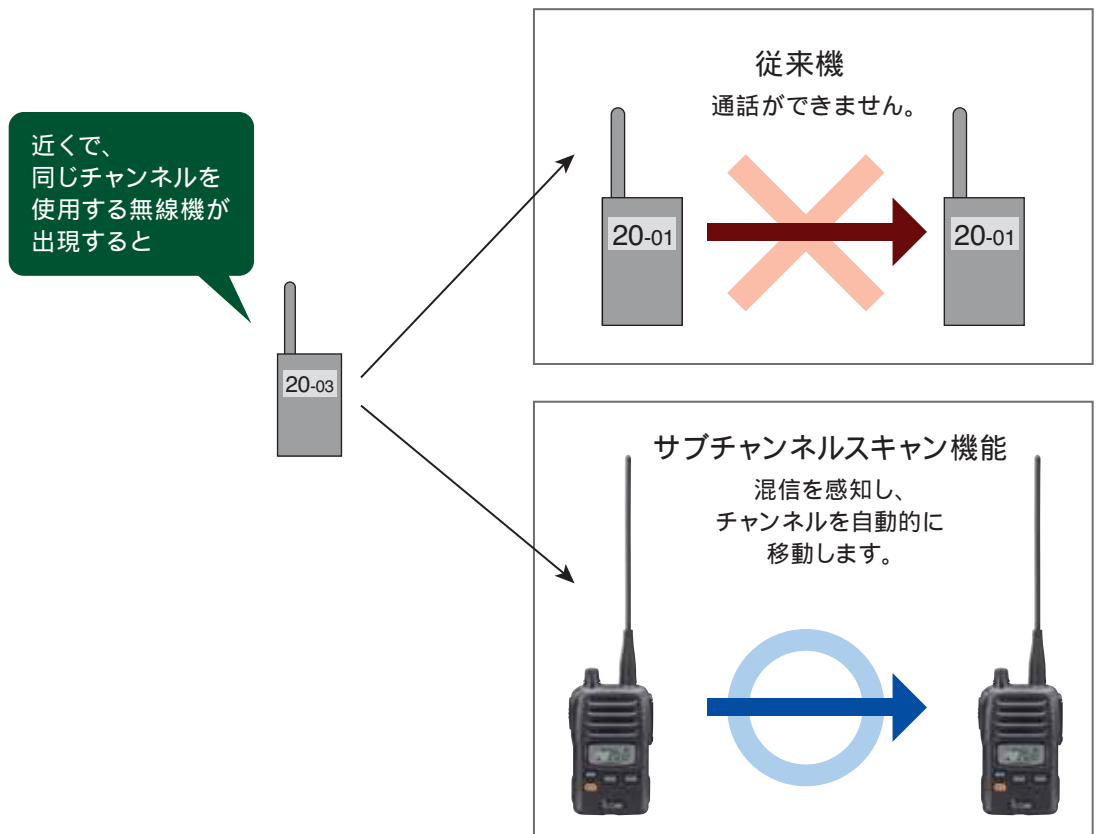 近くで、
同じチャンネルを
使用する無線機が
出現すると
20-03
従来機
通話ができません。
20-01
20-01
サブチャンネルスキャン機能
混信を感知し、
チャンネルを自動的に
移動します。